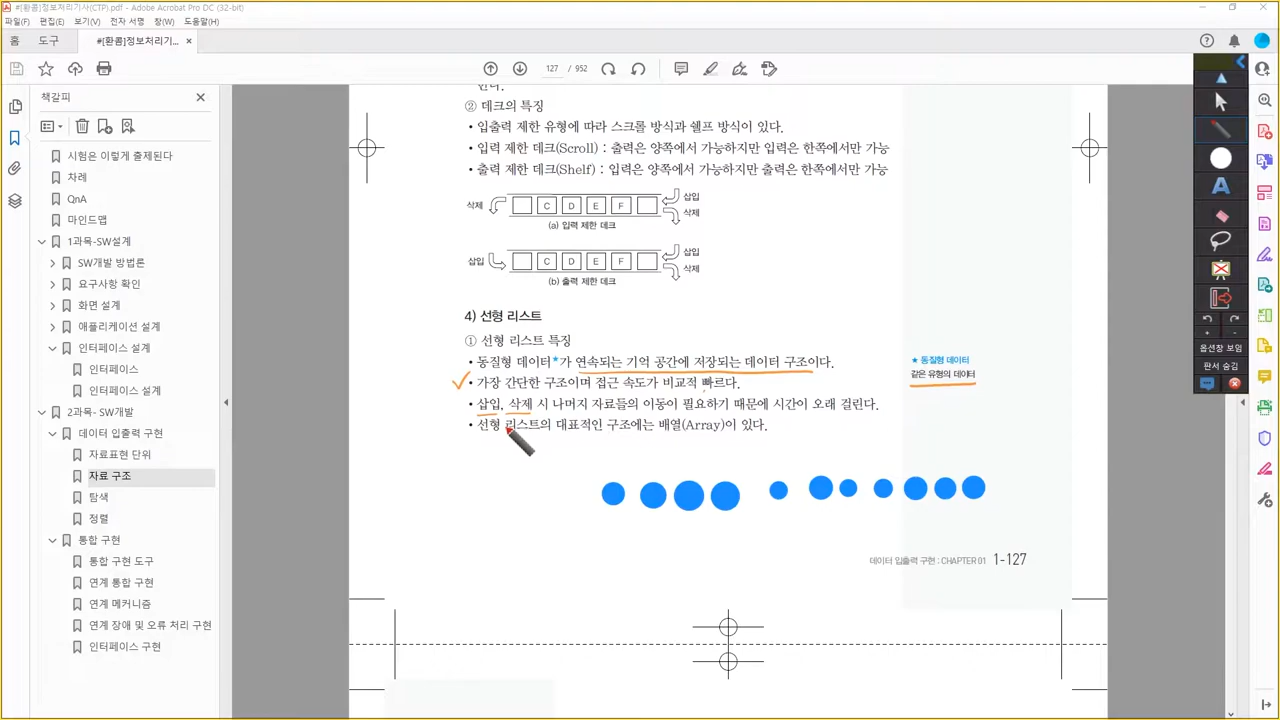 #[환콤]정보처리기사(CTP).pdf - Adobe Acrobat Pro DC (32-bit)
파일(F) 편집(E) 보기(V) 전자 서명 창(W) 도움말(H)
홈 도구 #[환콤]정보처리기... ×
127 / 952
책갈피
시험은 이렇게 출제된다
차례
QnA
마인드맵
1과목-SW설계
SW개발 방법론
요구사항 확인
화면 설계
애플리케이션 설계
인터페이스 설계
인터페이스
인터페이스 설계
2과목- SW개발
데이터 입출력 구현
자료표현 단위
자료 구조
탐색
정렬
통합 구현
통합 구현 도구
연계 통합 구현
연계 메커니즘
연계 장애 및 오류 처리 구현
인터페이스 구현
② 데크의 특징
• 입출력 제한 유형에 따라 스크롤 방식과 쉘프 방식이 있다.
• 입력 제한 데크(Scroll) : 출력은 양쪽에서 가능하지만 입력은 한쪽에서만 가능
• 출력 제한 데크(Shelf) : 입력은 양쪽에서 가능하지만 출력은 한쪽에서만 가능
삭제 C D E F 삽입
삭제
(a) 입력 제한 데크
삽입 C D E F 삽입
삭제
(b) 출력 제한 데크
4) 선형 리스트
① 선형 리스트 특징
• 동질형 데이터*가 연속되는 기억 공간에 저장되는 데이터 구조이다.
• 가장 간단한 구조이며 접근 속도가 비교적 빠르다.
• 삽입, 삭제 시 나머지 자료들의 이동이 필요하기 때문에 시간이 오래 걸린다.
• 선형 리스트의 대표적인 구조에는 배열(Array)이 있다.
★ 동질형 데이터
같은 유형의 데이터
데이터 입출력 구현 : CHAPTER 01 1-127
옵션창 보임
판서 숨김